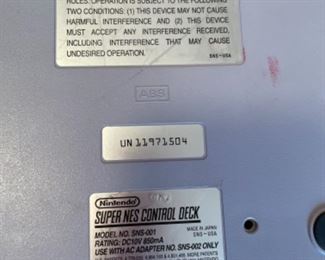 RULES: OPERATION IS SUBJECT TO THE FOLLOWING
TWO CONDITIONS: (1) THIS DEVICE MAY NOT CAUSE
HARMFUL INTERFERENCE AND (2) THIS DEVICE
MUST ACCEPT ANY INTERFERENCE RECEIVED,
INCLUDING INTERFERENCE THAT MAY CAUSE
UNDESIRED OPERATION.
SNS-USA
ABS
UN11971504
Nintendo
SUPER NES CONTROL DECK
MODEL NO. SNS-001
MADE IN JAPAN
SNS-USA
RATING: DC10V 850mA
USE WITH AC ADAPTER NO. SNS-002 ONLY